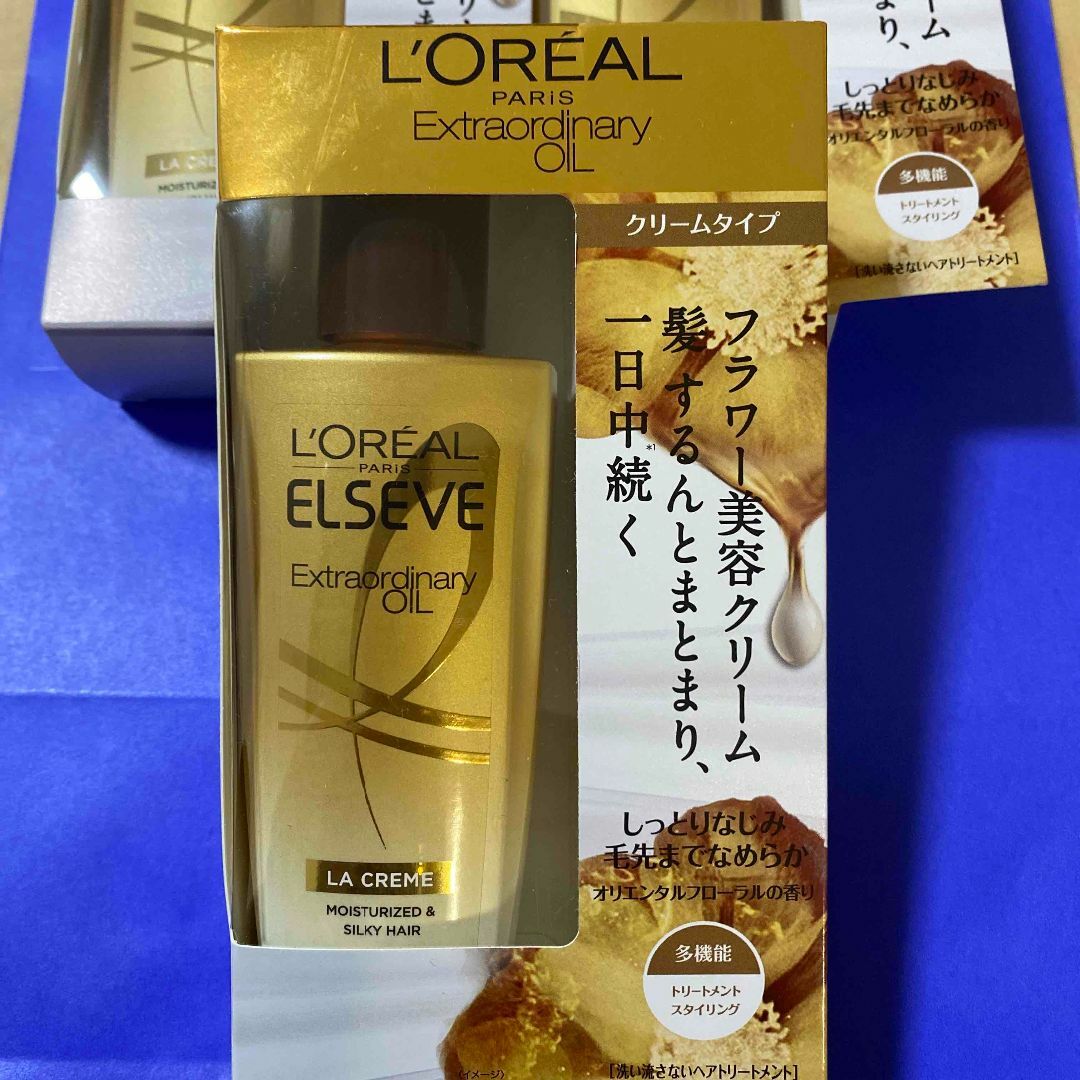 L'ORÉAL
PARIS
Extraordinary
OIL
クリームタイプ
フラワー美容クリーム
髪 するんとまとまり、
一日中*1続く
L'ORÉAL
PARIS
ELSEVE
Extraordinary
OIL
LA CREME
MOISTURIZED &
SILKY HAIR
しっとりなじみ
毛先までなめらか
オリエンタルフローラルの香り
多機能
トリートメント
スタイリング
〈イメージ〉
[洗い流さないヘアトリートメント]
しっとりなじみ
毛先までなめらか
オリエンタルフローラルの香り
多機能
トリートメント
スタイリング
[洗い流さないヘアトリートメント]
LA CRE
MOISTURIZ